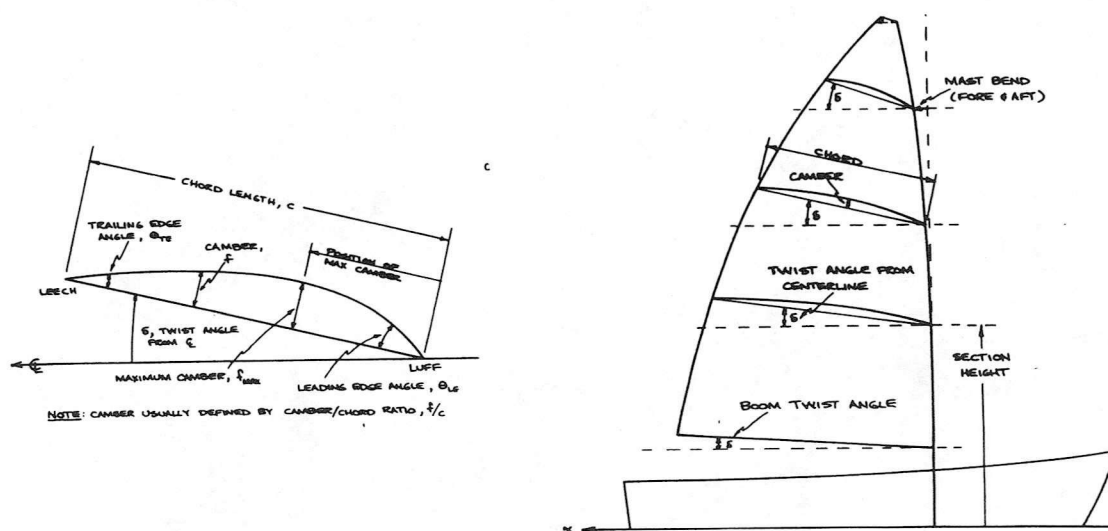 CHORD LENGTH, C
TRAILING EDGE
ANGLE, θTE
CAMBER,
f
POSITION OF
MAX CAMBER
LEECH
δ, TWIST ANGLE
FROM ℄
℄
MAXIMUM CAMBER, fMAX
LEADING EDGE ANGLE, θLE
LUFF
NOTE: CAMBER USUALLY DEFINED BY CAMBER/CHORD RATIO, f/c
C
MAST BEND
(FORE & AFT)
δ
CHORD
CAMBER
δ
TWIST ANGLE FROM
CENTERLINE
δ
SECTION
HEIGHT
BOOM TWIST ANGLE
δ